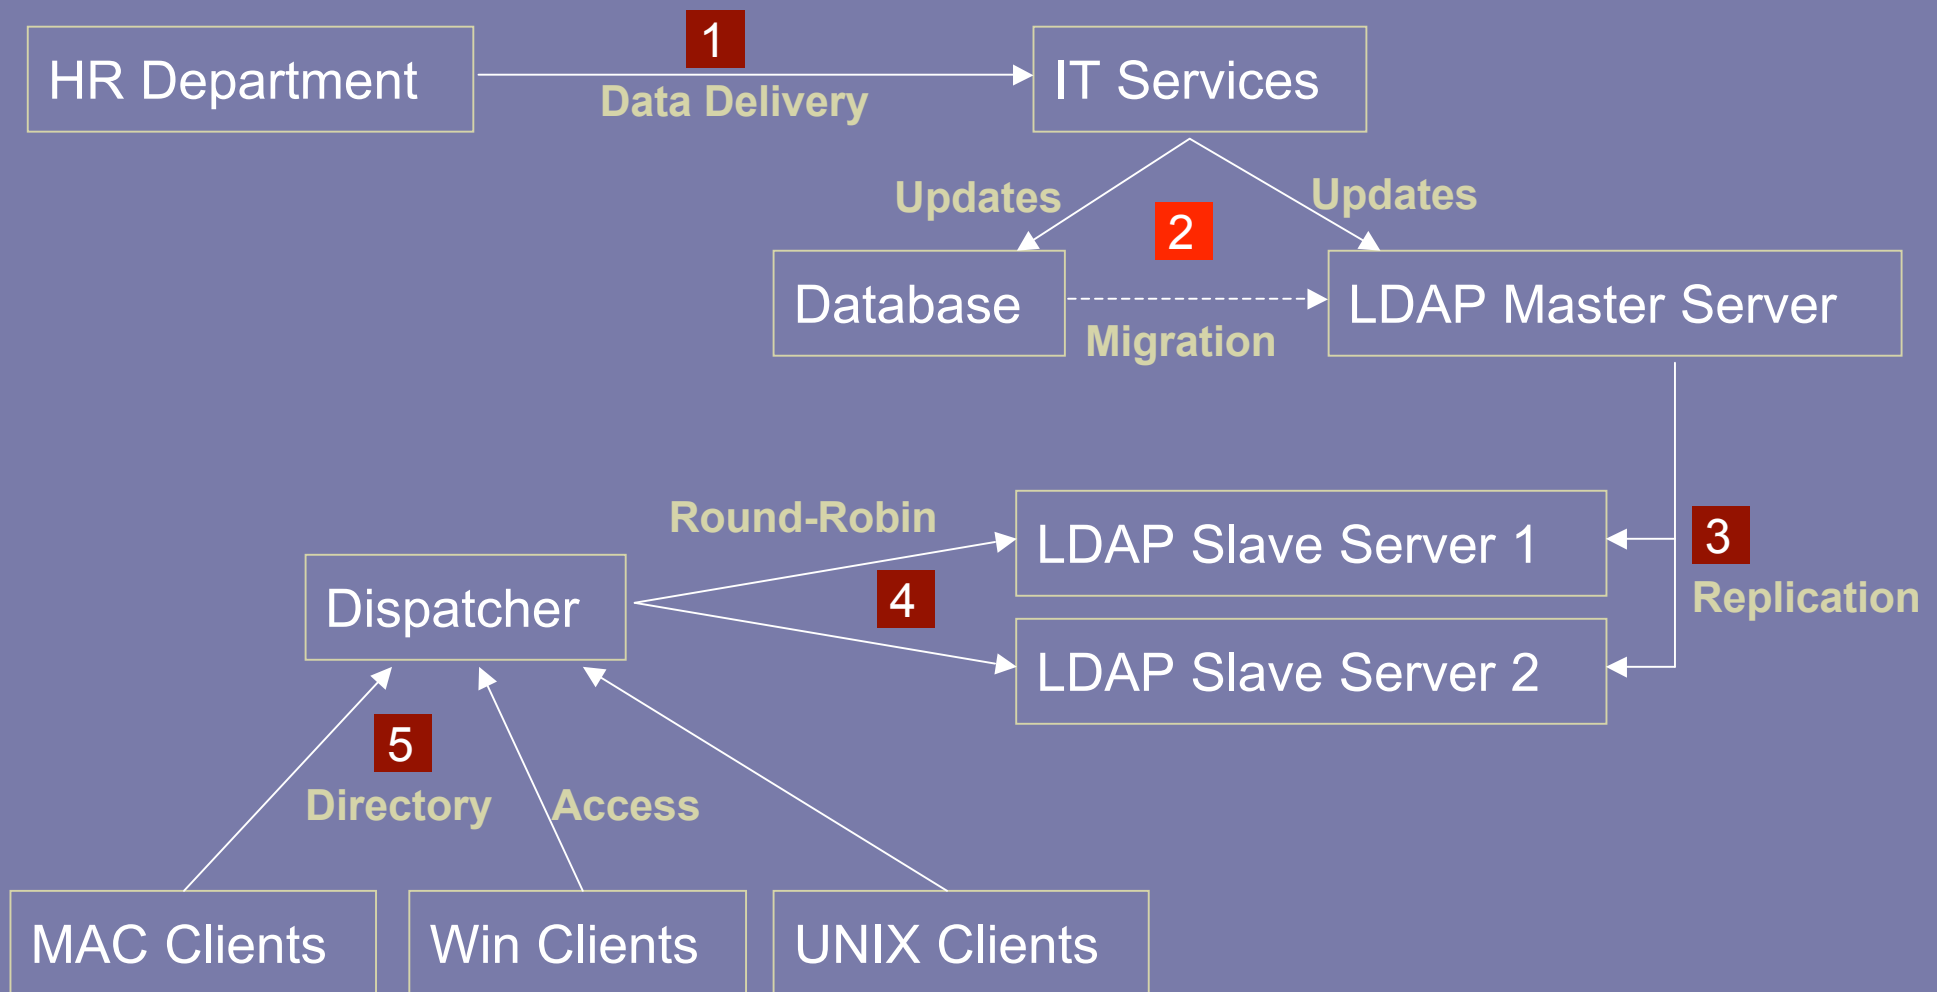 1
HR Department
IT Services
Data Delivery
Updates
Updates
2
Database
LDAP Master Server
Migration
Round-Robin
LDAP Slave Server 1
3
Dispatcher
4
Replication
LDAP Slave Server 2
5
Directory
Access
MAC Clients
Win Clients
UNIX Clients